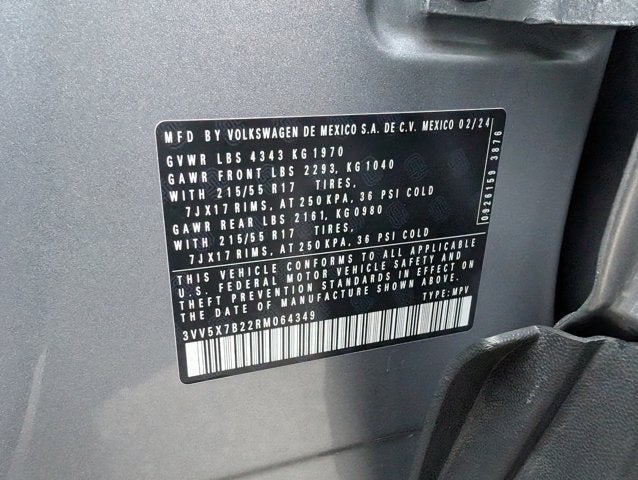 MFD BY VOLKSWAGEN DE MEXICO S.A. DE C.V. MEXICO 02/24
GVWR LBS 4343 KG 1970
GAWR FRONT LBS 2293, KG 1040
WITH 215/55 R17 TIRES,
7JX17 RIMS, AT 250 KPA, 36 PSI COLD
GAWR REAR LBS 2161, KG 0980
WITH 215/55 R17 TIRES,
7JX17 RIMS, AT 250 KPA, 36 PSI COLD
THIS VEHICLE CONFORMS TO ALL APPLICABLE
U.S. FEDERAL MOTOR VEHICLE SAFETY AND
THEFT PREVENTION STANDARDS IN EFFECT ON
THE DATE OF MANUFACTURE SHOWN ABOVE.
3VV5X7B22RM064349 TYPE: MPV
0926159 3876